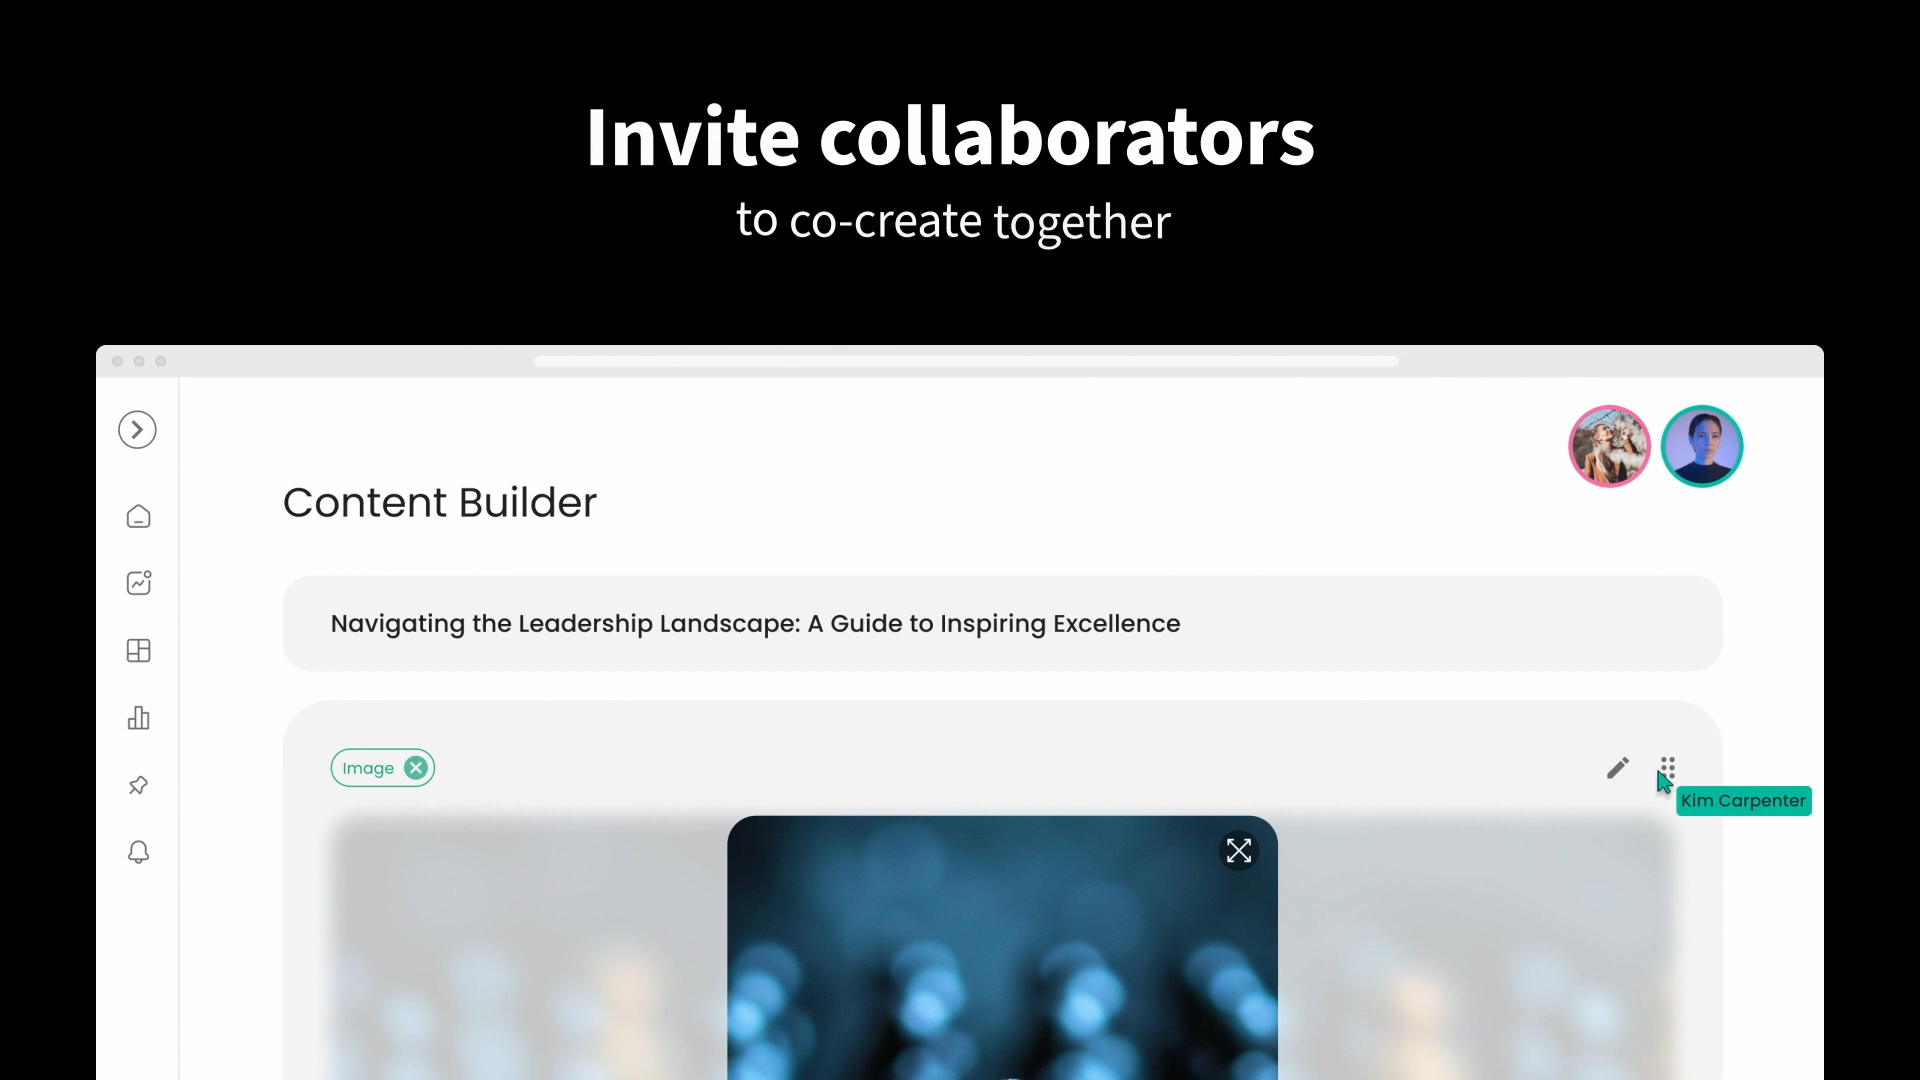 Invite collaborators
to co-create together
Content Builder
Navigating the Leadership Landscape: A Guide to Inspiring Excellence
Image
Kim Carpenter